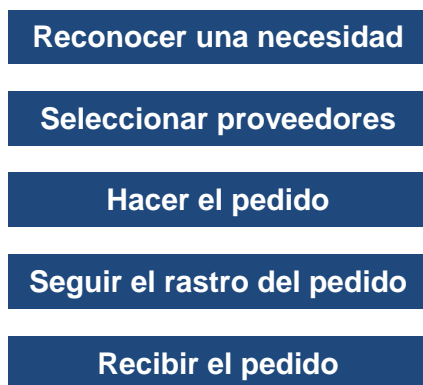 Reconocer una necesidad
Seleccionar proveedores
Hacer el pedido
Seguir el rastro del pedido
Recibir el pedido